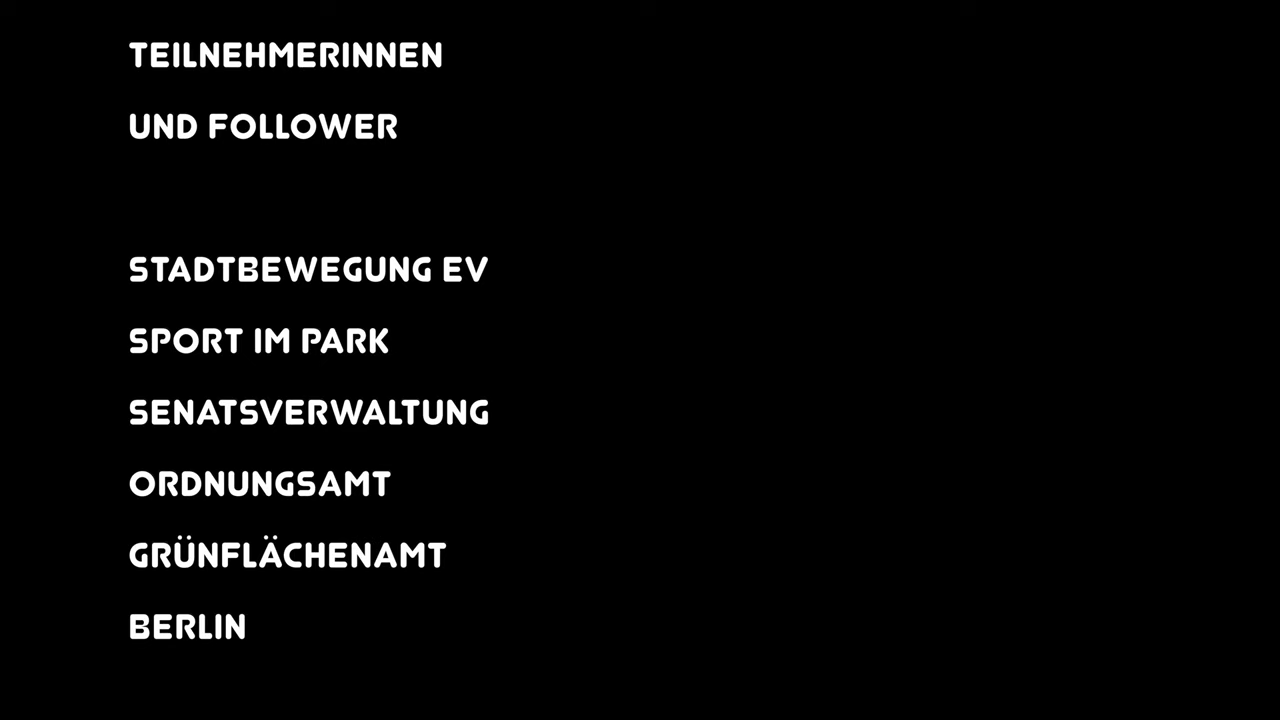 TEILNEHMERINNEN
UND FOLLOWER
STADTBEWEGUNG EV
SPORT IM PARK
SENATSVERWALTUNG
ORDNUNGSAMT
GRÜNFLÄCHENAMT
BERLIN